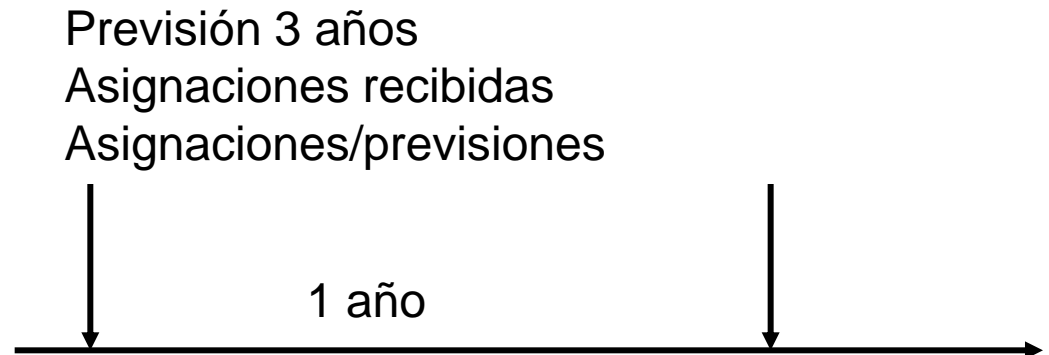 Previsión 3 años
Asignaciones recibidas
Asignaciones/previsiones
1 año